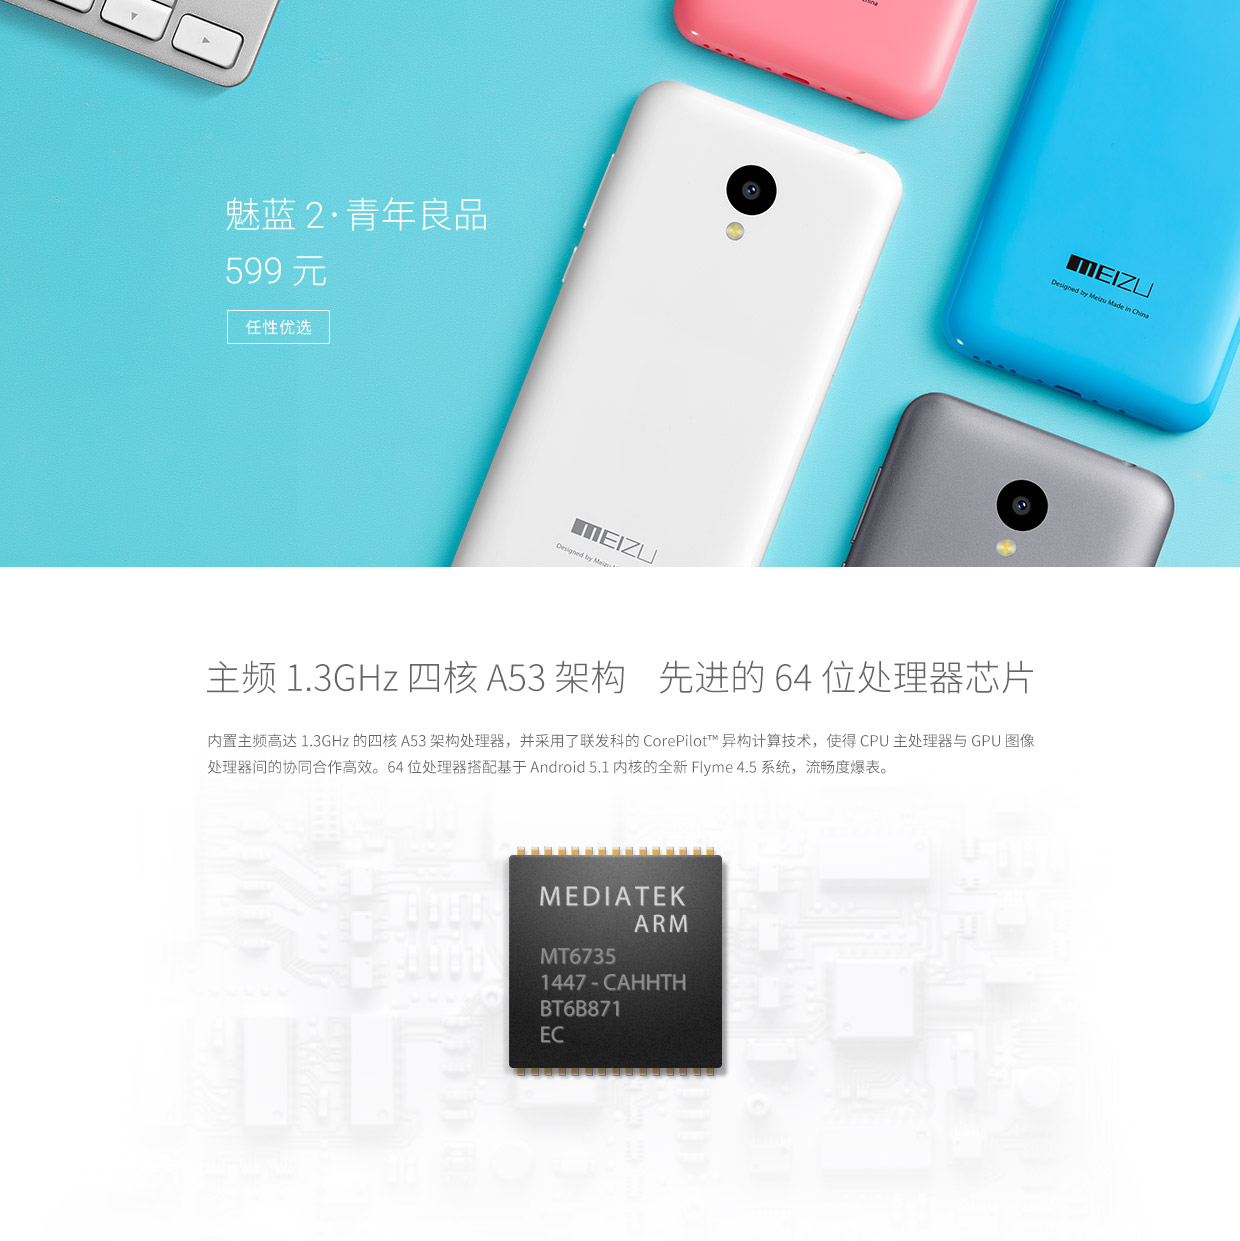 魅蓝 2·青年良品
599 元
任性优选
MEIZU
Designed by Meizu Made in China
MEIZU
Designed by Meizu
主频 1.3GHz 四核 A53 架构 先进的 64 位处理器芯片
内置主频高达 1.3GHz 的四核 A53 架构处理器，并采用了联发科的 CorePilot™ 异构计算技术，使得 CPU 主处理器与 GPU 图像
处理器间的协同合作高效。64 位处理器搭配基于 Android 5.1 内核的全新 Flyme 4.5 系统，流畅度爆表。
MEDIATEK
ARM
MT6735
1447 - CAHHTH
BT6B871
EC